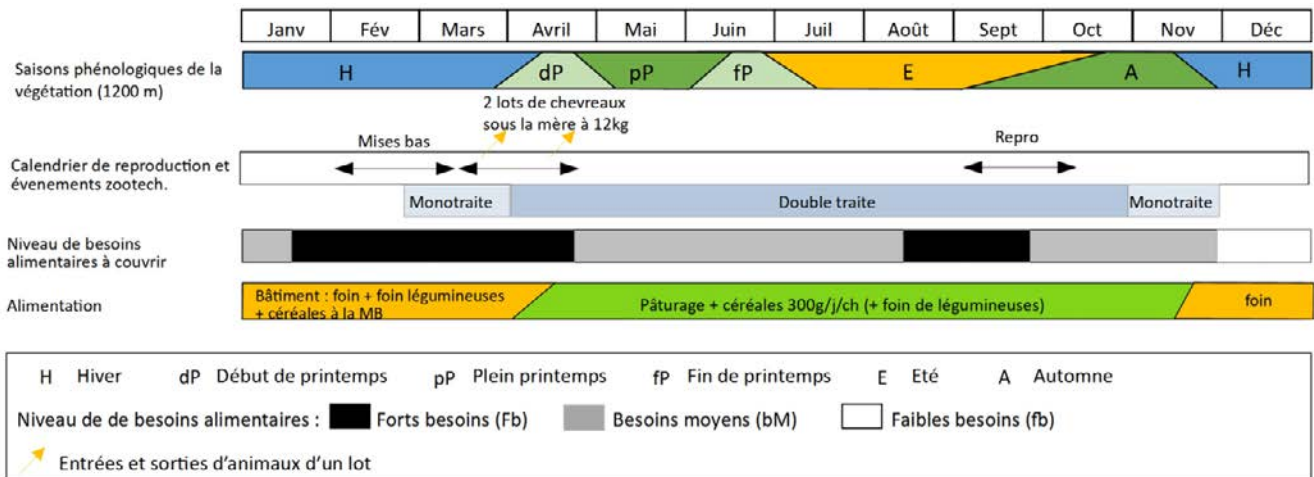 Janv Fév Mars Avril Mai Juin Juil Août Sept Oct Nov Déc
Saisons phénologiques de la
végétation (1200 m)
H dP pP fP E A H
2 lots de chevreaux
sous la mère à 12kg
Mises bas Repro
Calendrier de reproduction et
évenements zootech.
Monotraite Double traite Monotraite
Niveau de besoins
alimentaires à couvrir
Alimentation
Bâtiment : foin + foin légumineuses
+ céréales à la MB
Pâturage + céréales 300g/j/ch (+ foin de légumineuses)
foin
H Hiver dP Début de printemps pP Plein printemps fP Fin de printemps E Eté A Automne
Niveau de de besoins alimentaires : Forts besoins (Fb) Besoins moyens (bM) Faibles besoins (fb)
Entrées et sorties d'animaux d'un lot